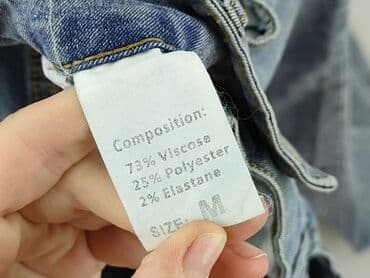 Composition:
73% Viscose
25% Polyester
2% Elastane
SIZE: M